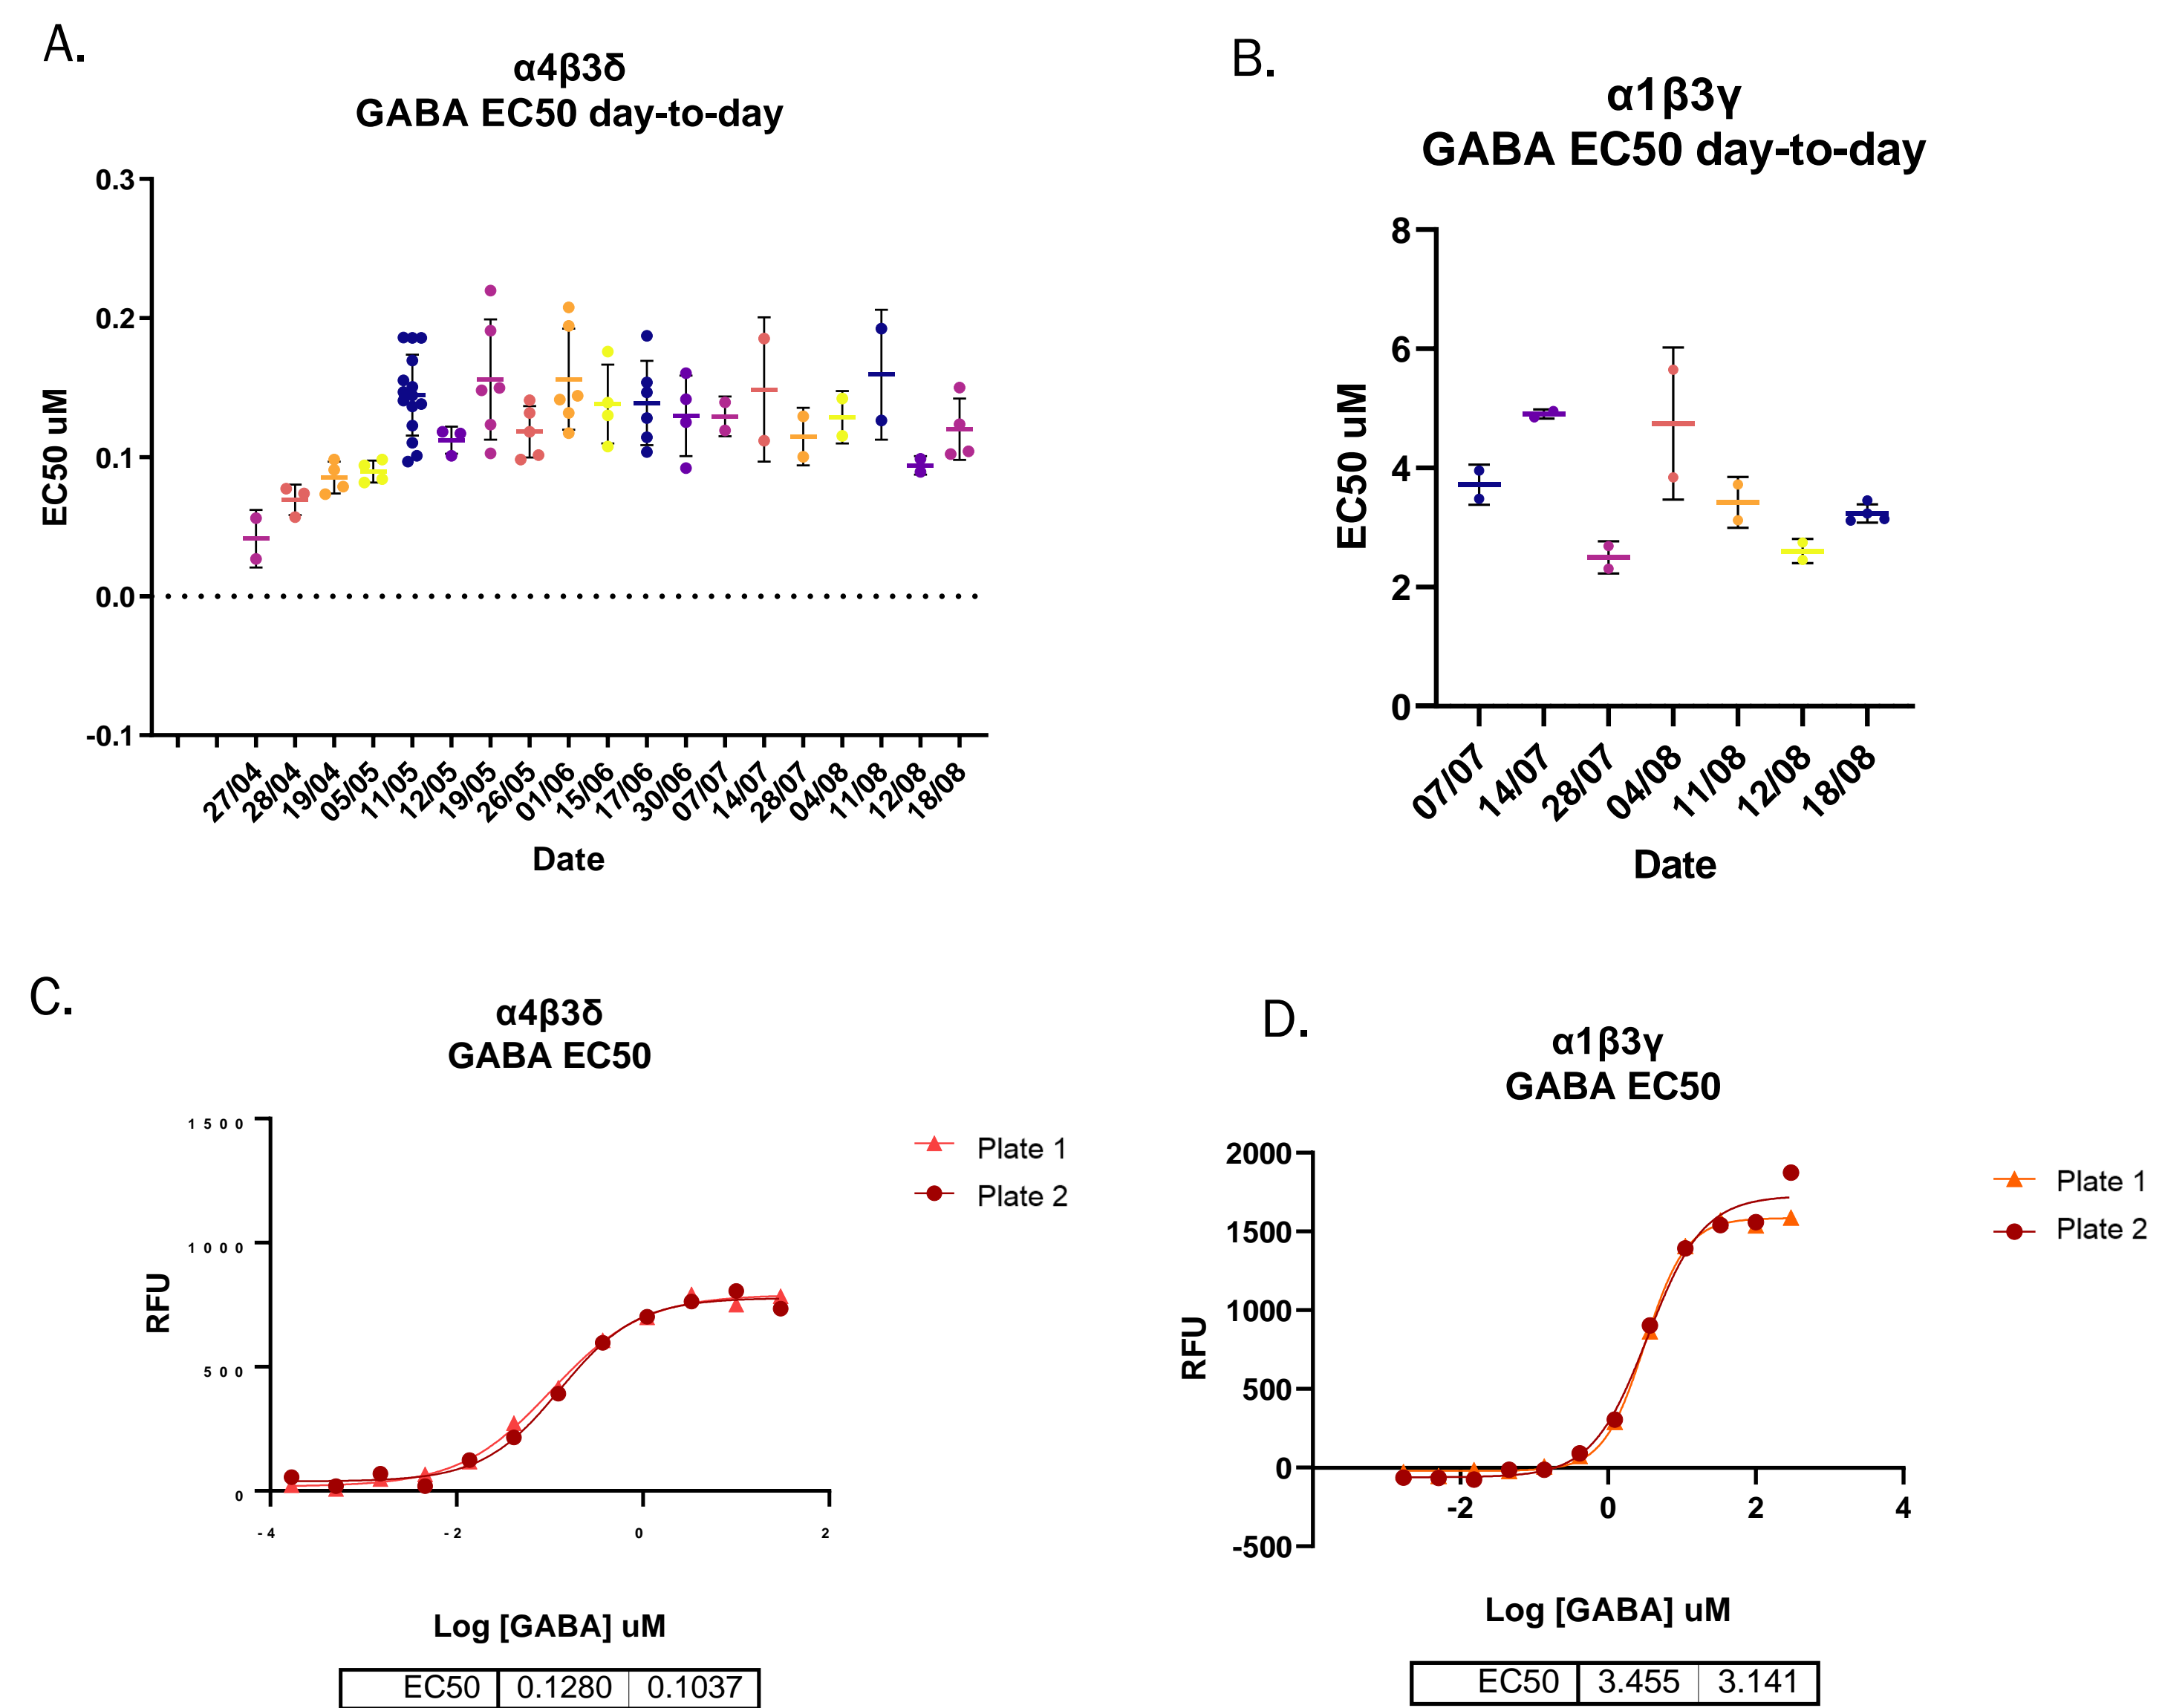 A.
α4β3δ
GABA EC50 day-to-day
EC50 uM
0.3
0.2
0.1
0.0
-0.1
27/04
28/04
19/04
05/05
11/05
12/05
19/05
26/05
01/06
15/06
17/06
30/06
07/07
14/07
28/07
04/08
11/08
12/08
18/08
Date
B.
α1β3γ
GABA EC50 day-to-day
EC50 uM
8
6
4
2
0
07/07
14/07
28/07
04/08
11/08
12/08
18/08
Date
C.
α4β3δ
GABA EC50
RFU
1500
1000
500
0
-4
-2
0
2
Plate 1
Plate 2
Log [GABA] uM
EC50 0.1280 0.1037
D.
α1β3γ
GABA EC50
RFU
2000
1500
1000
500
0
-500
-2
0
2
4
Plate 1
Plate 2
Log [GABA] uM
EC50 3.455 3.141